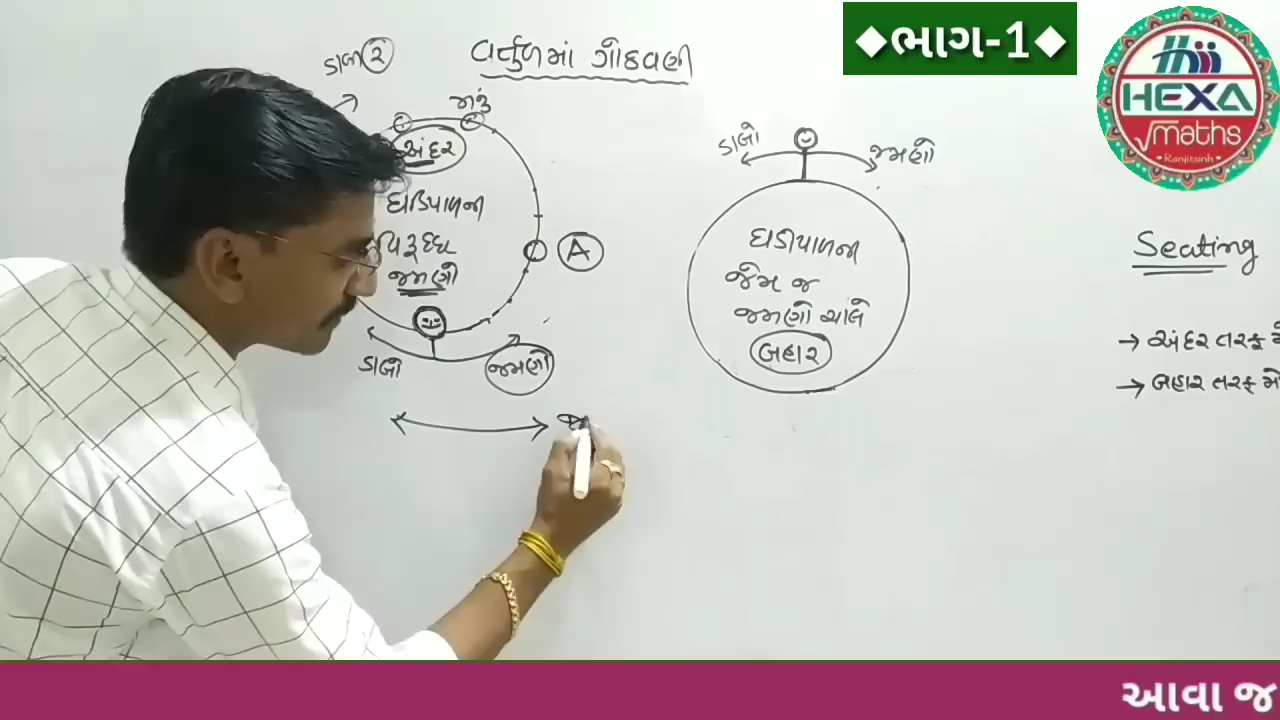 ◆ભાગ-1◆
HEXA
maths
Ranjitsinh
વર્તુળમાં ગોઠવણી
અંદર
ઘડિયાળની
વિરૂદ્ધ
જમણો
A
ડાબો
જમણો
ડાબો
જમણો
ઘડીયાળની
જેમ જ
જમણો ચાલે
બહાર
Seating
→ અંદર તરફ
→ બહાર તરફ
આવા જ